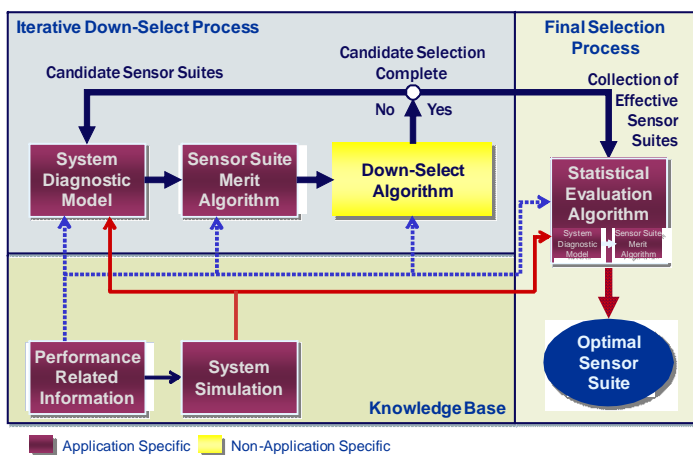 Iterative Down-Select Process
Final Selection
Process
Candidate Selection
Complete
Candidate Sensor Suites
Collection of
Effective
Sensor
Suites
No
Yes
System
Diagnostic
Model
Sensor Suite
Merit
Algorithm
Down-Select
Algorithm
Statistical
Evaluation
Algorithm
System
Diagnostic
Model
Sensor Suites
Merit
Algorithm
Performance
Related
Information
System
Simulation
Optimal
Sensor
Suite
Knowledge Base
Application Specific
Non-Application Specific